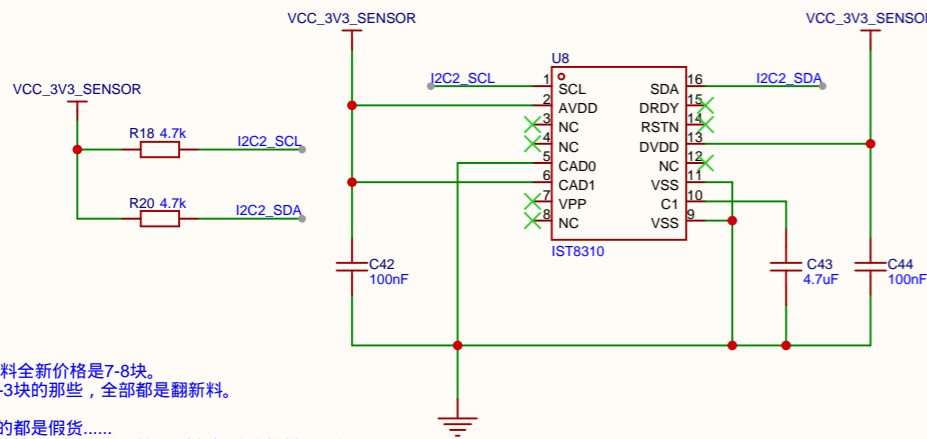 VCC_3V3_SENSOR
VCC_3V3_SENSOR
VCC_3V3_SENSOR
U8
I2C2_SCL
1
SCL
SDA
16
I2C2_SDA
2
AVDD
DRDY
15
3
NC
RSTN
14
4
NC
DVDD
13
5
CAD0
NC
12
6
CAD1
VSS
11
7
VPP
C1
10
8
NC
VSS
9
IST8310
R18 4.7k
I2C2_SCL
R20 4.7k
I2C2_SDA
C42
100nF
C43
4.7uF
C44
100nF
料全新价格是7-8块。
-3块的那些，全部都是翻新料。
的都是假货......